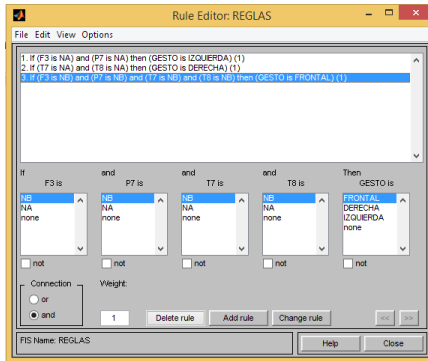 Rule Editor: REGLAS
File Edit View Options
1. If (F3 is NA) and (P7 is NA) then (GESTO is IZQUIERDA) (1)
2. If (T7 is NA) and (T8 is NA) then (GESTO is DERECHA) (1)
3. If (F3 is NB) and (P7 is NB) and (T7 is NB) and (T8 is NB) then (GESTO is FRONTAL) (1)
If and and and Then
F3 is P7 is T7 is T8 is GESTO is
NB NB NB NB FRONTAL
NA NA NA NA DERECHA
none none none none IZQUIERDA
none
not not not not not
Connection Weight:
or
and 1 Delete rule Add rule Change rule << >>
FIS Name: REGLAS Help Close